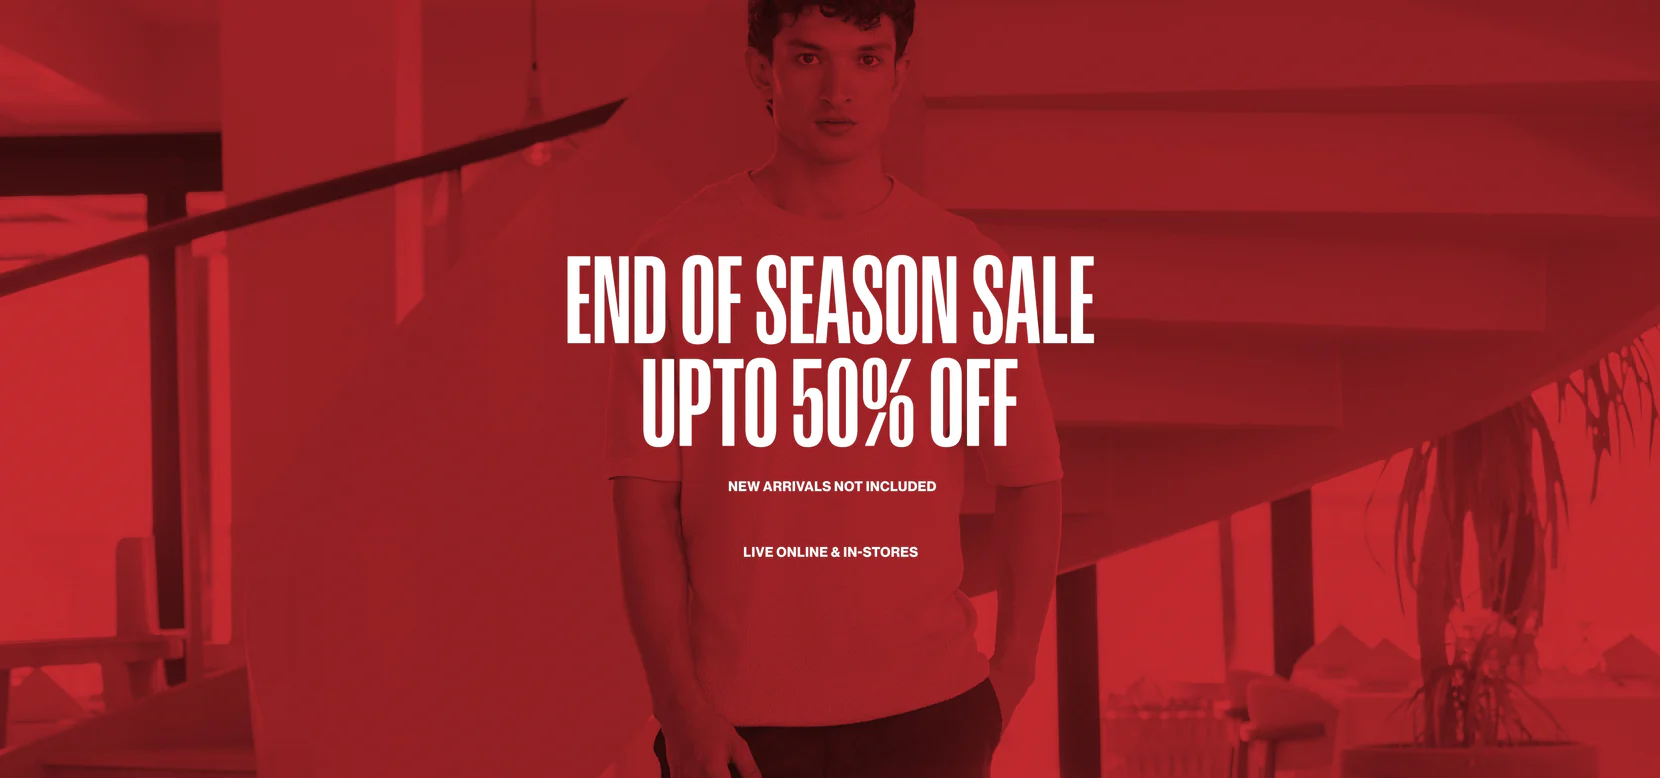 END OF SEASON SALE
UPTO 50% OFF
NEW ARRIVALS NOT INCLUDED
LIVE ONLINE & IN-STORES